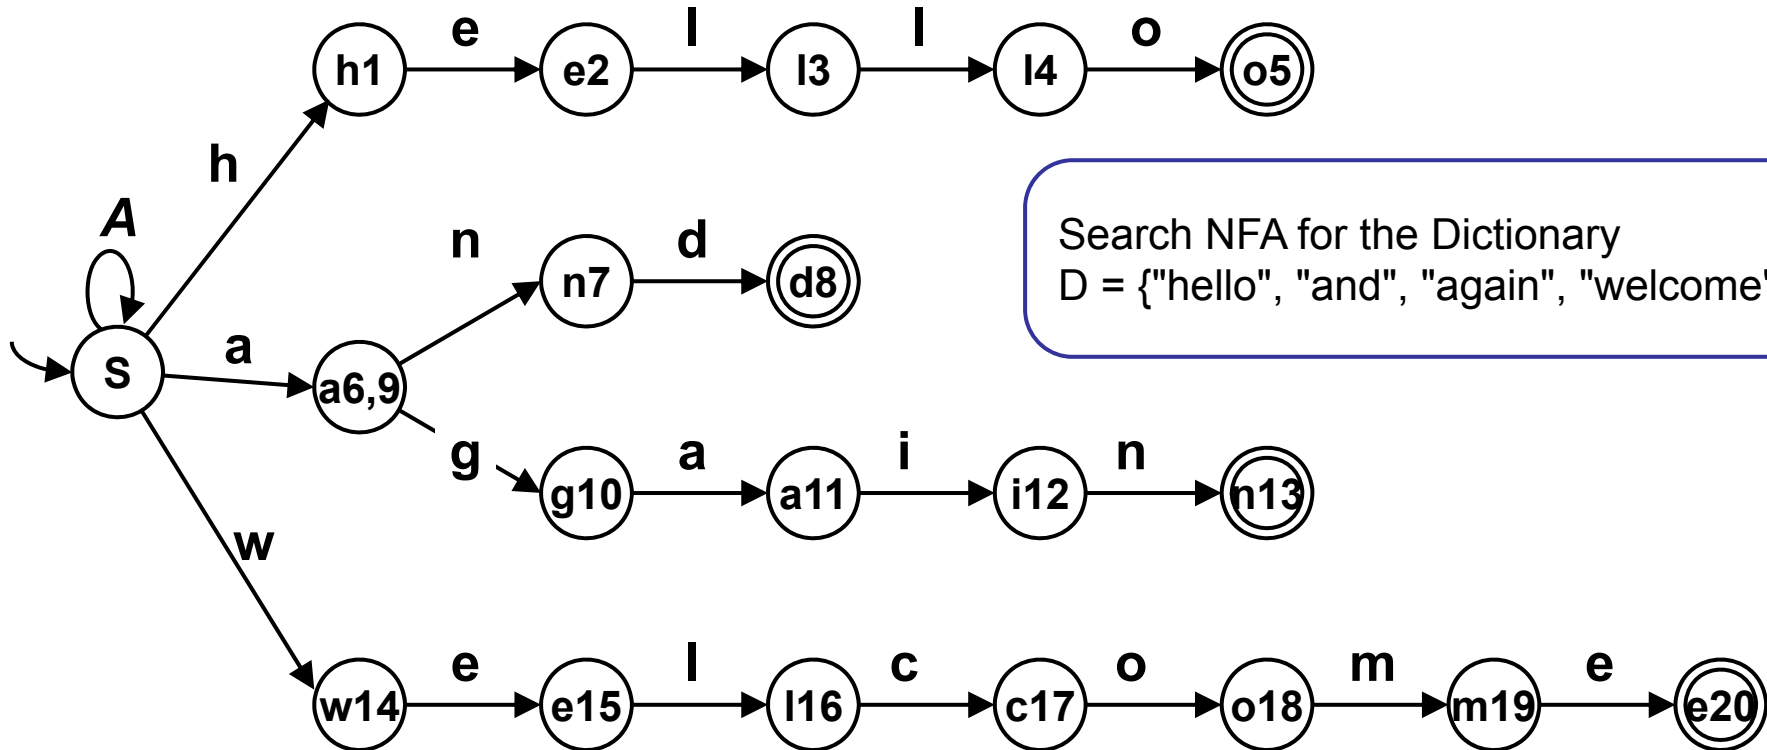 e l l o
h1 e2 l3 l4 o5
h
A
n d
n7 d8
Search NFA for the Dictionary
D = {"hello", "and", "again", "welcome"
S a a6,9
g a i n
g10 a11 i12 n13
w
e l c o m e
w14 e15 l16 c17 o18 m19 e20